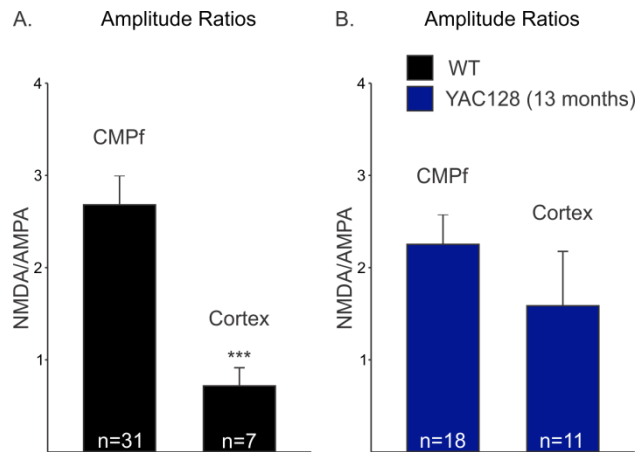 A. Amplitude Ratios
NMDA/AMPA
4
3
2
1
CMPf
Cortex
***
n=31
n=7
B. Amplitude Ratios
WT
YAC128 (13 months)
NMDA/AMPA
4
3
2
1
CMPf
Cortex
n=18
n=11